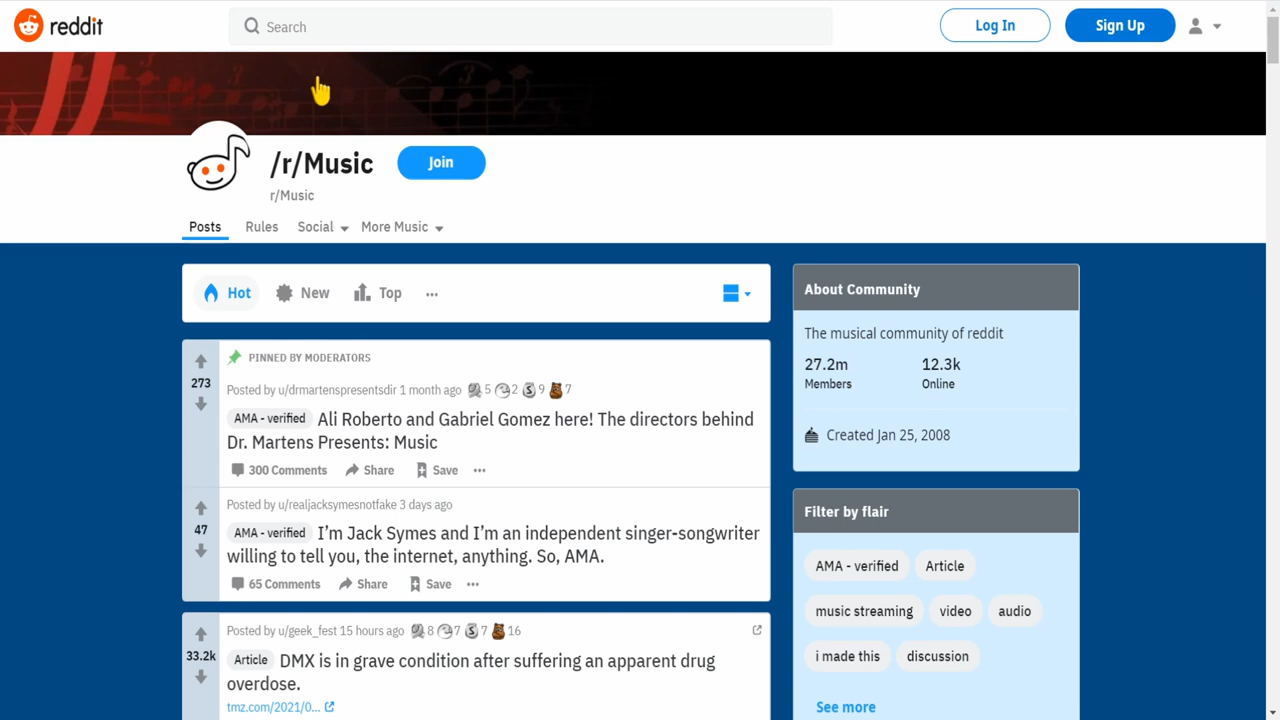 reddit
Search
Log In
Sign Up
/r/Music
Join
r/Music
Posts
Rules
Social
More Music
Hot
New
Top
PINNED BY MODERATORS
273
Posted by u/drmartenspresentsdir 1 month ago 5 2 9 7
AMA - verified Ali Roberto and Gabriel Gomez here! The directors behind
Dr. Martens Presents: Music
300 Comments Share Save
Posted by u/realjacksymesnotfake 3 days ago
47
AMA - verified I'm Jack Symes and I'm an independent singer-songwriter
willing to tell you, the internet, anything. So, AMA.
65 Comments Share Save
Posted by u/geek_fest 15 hours ago 8 7 7 16
33.2k
Article DMX is in grave condition after suffering an apparent drug
overdose.
tmz.com/2021/0...
About Community
The musical community of reddit
27.2m 12.3k
Members Online
Created Jan 25, 2008
Filter by flair
AMA - verified Article
music streaming video audio
i made this discussion
See more